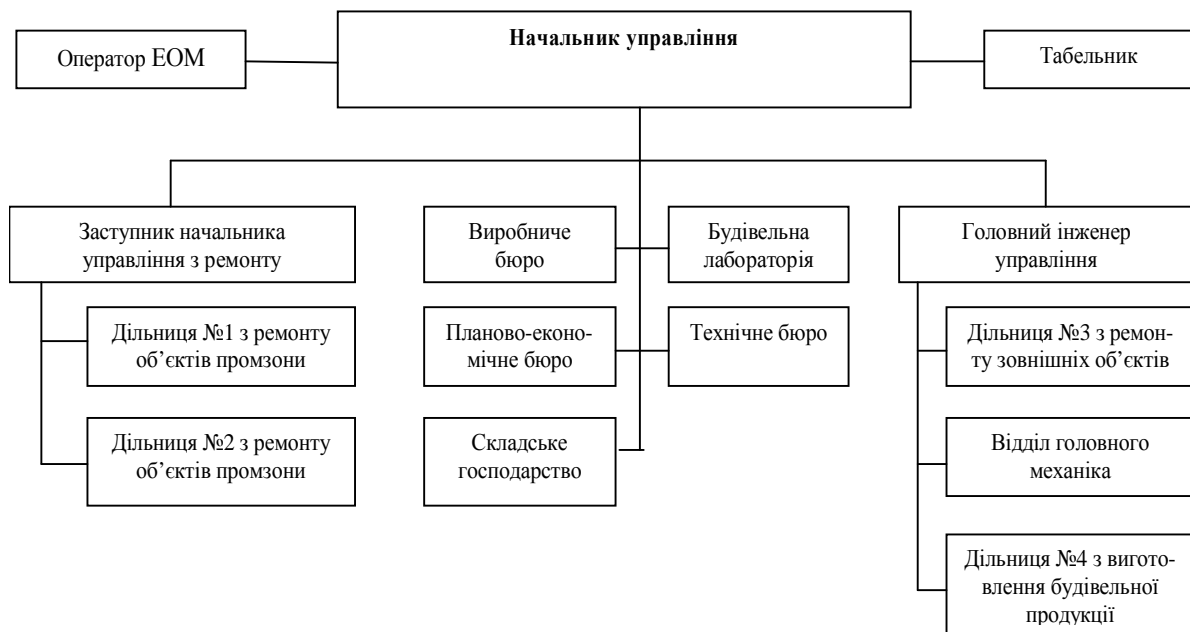 Начальник управління
Оператор ЕОМ
Табельник
Заступник начальника
управління з ремонту
Виробниче
бюро
Будівельна
лабораторія
Головний інженер
управління
Дільниця №1 з ремонту
об’єктів промзони
Планово-еконо-
мічне бюро
Технічне бюро
Дільниця №3 з ремон-
ту зовнішніх об’єктів
Дільниця №2 з ремонту
об’єктів промзони
Складське
господарство
Відділ головного
механіка
Дільниця №4 з вигото-
влення будівельної
продукції